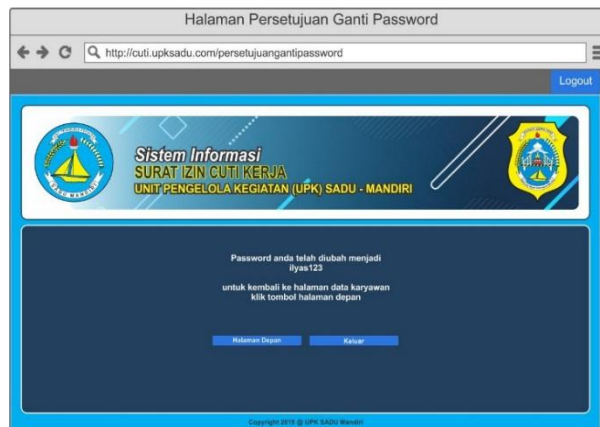 Halaman Persetujuan Ganti Password
http://cuti.upksadu.com/persetujuangantipassword
Logout
Sistem Informasi
SURAT IZIN CUTI KERJA
UNIT PENGELOLA KEGIATAN (UPK) SADU - MANDIRI
SADU MANDIRI
Password anda telah diubah menjadi
ilyas123
untuk kembali ke halaman data karyawan
klik tombol halaman depan
Halaman Depan
Keluar
Copyright 2019 @ UPK SADU Mandiri